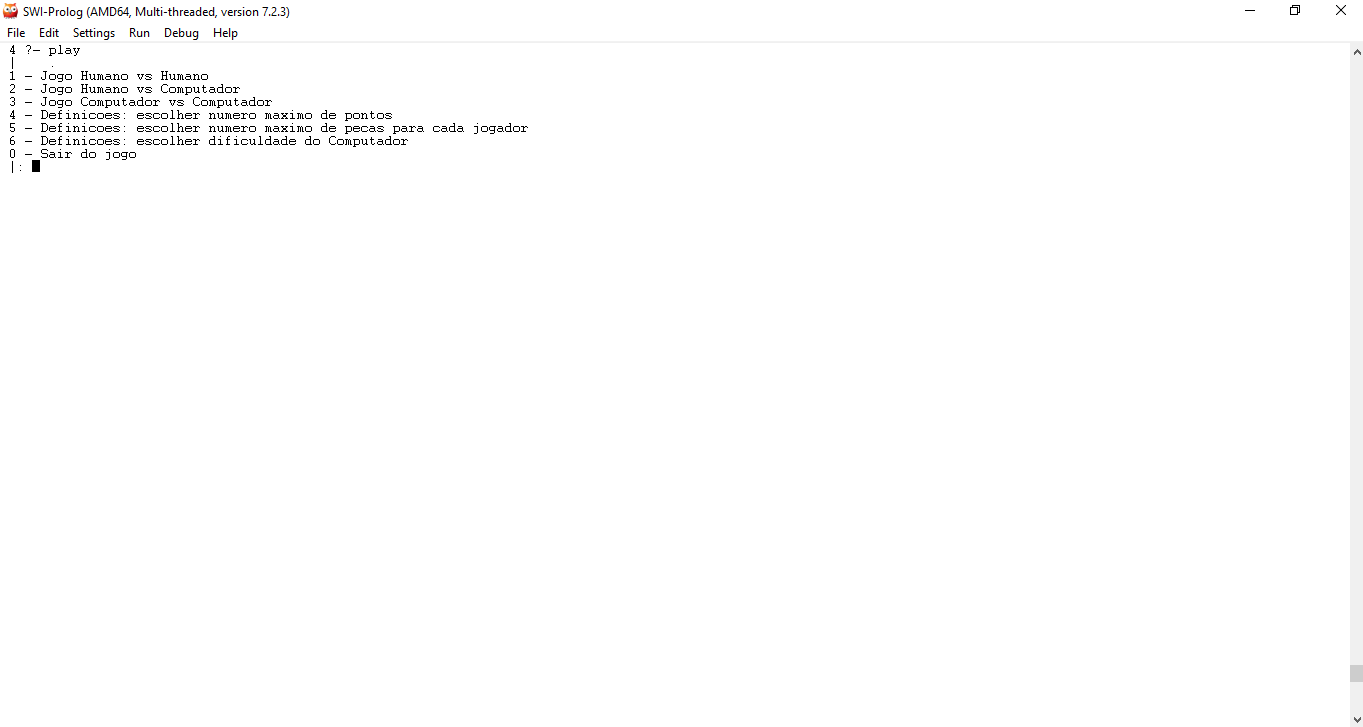 SWI-Prolog (AMD64, Multi-threaded, version 7.2.3)
File Edit Settings Run Debug Help
4 ?- play
|    .
1 - Jogo Humano vs Humano
2 - Jogo Humano vs Computador
3 - Jogo Computador vs Computador
4 - Definicoes: escolher numero maximo de pontos
5 - Definicoes: escolher numero maximo de pecas para cada jogador
6 - Definicoes: escolher dificuldade do Computador
0 - Sair do jogo
|: